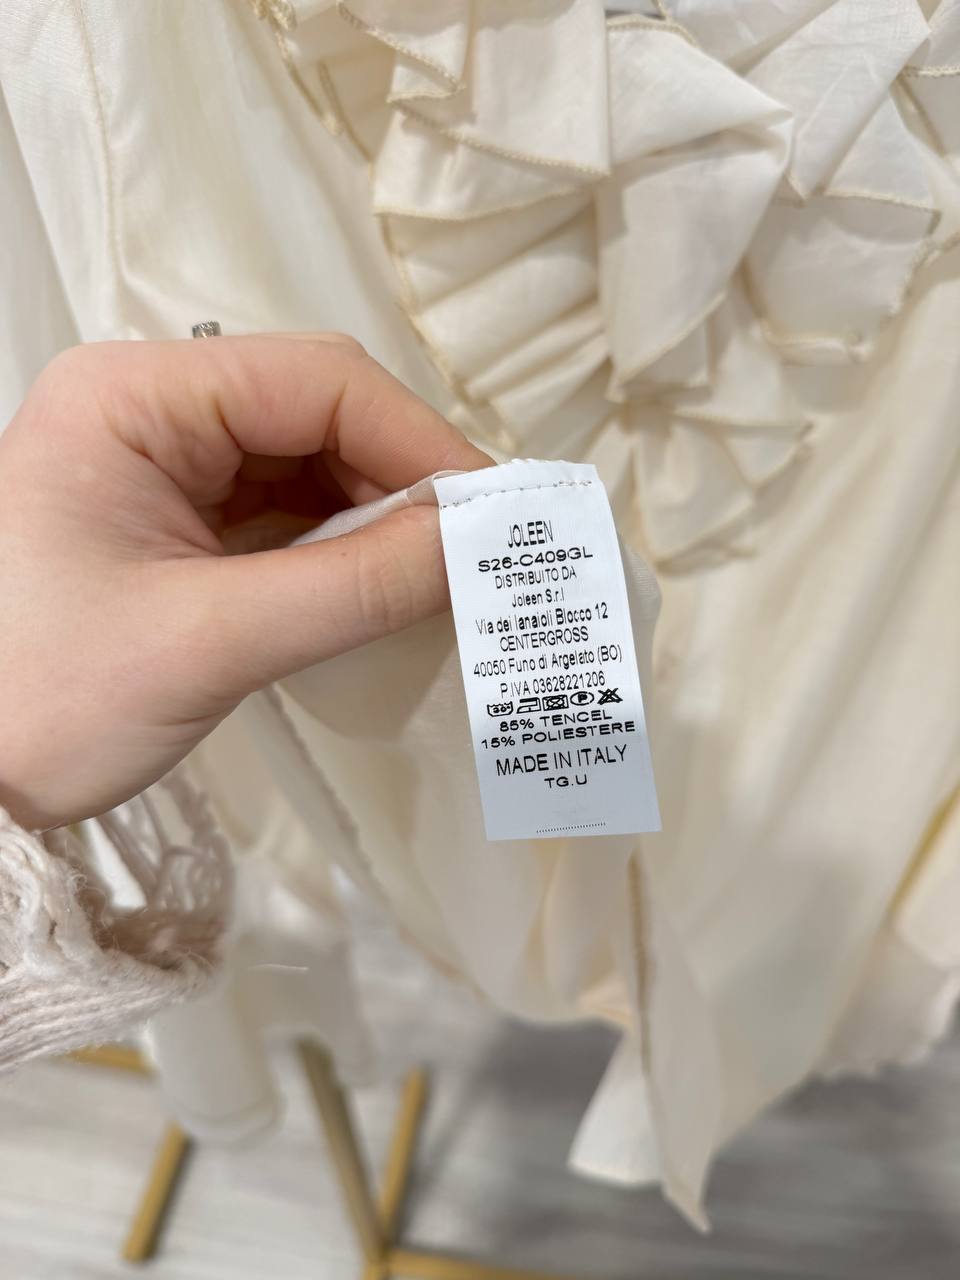 JOLEEN
S26-C409GL
DISTRIBUITO DA
Joleen S.r.l
Via dei lanaioli Blocco 12
CENTERGROSS
40050 Funo di Argelato (BO)
P.IVA 03628221206
30° P
85% TENCEL
15% POLIESTERE
MADE IN ITALY
TG.U